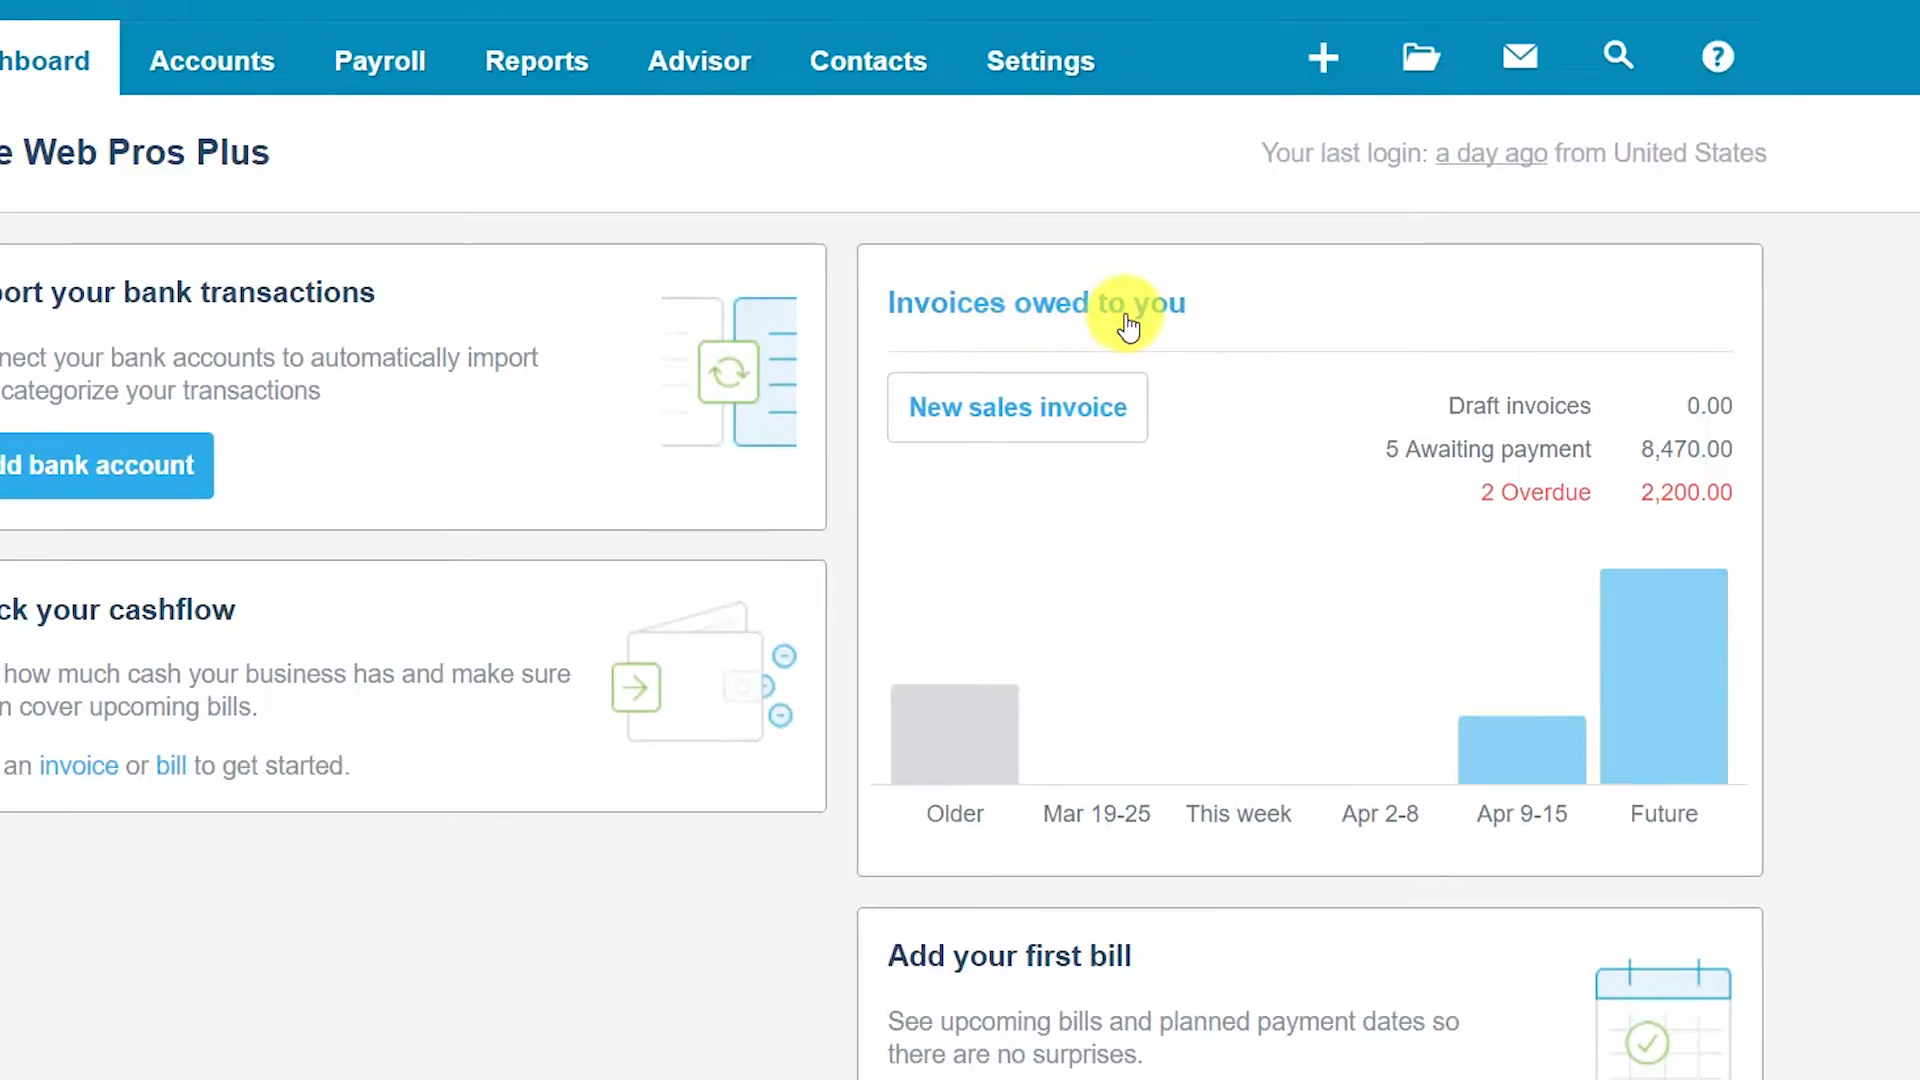 hboard
Accounts
Payroll
Reports
Advisor
Contacts
Settings
e Web Pros Plus
Your last login: a day ago from United States
ort your bank transactions
nect your bank accounts to automatically import
categorize your transactions
dd bank account
ck your cashflow
how much cash your business has and make sure
n cover upcoming bills.
an invoice or bill to get started.
Invoices owed to you
New sales invoice
Draft invoices 0.00
5 Awaiting payment 8,470.00
2 Overdue 2,200.00
Older
Mar 19-25
This week
Apr 2-8
Apr 9-15
Future
Add your first bill
See upcoming bills and planned payment dates so
there are no surprises.